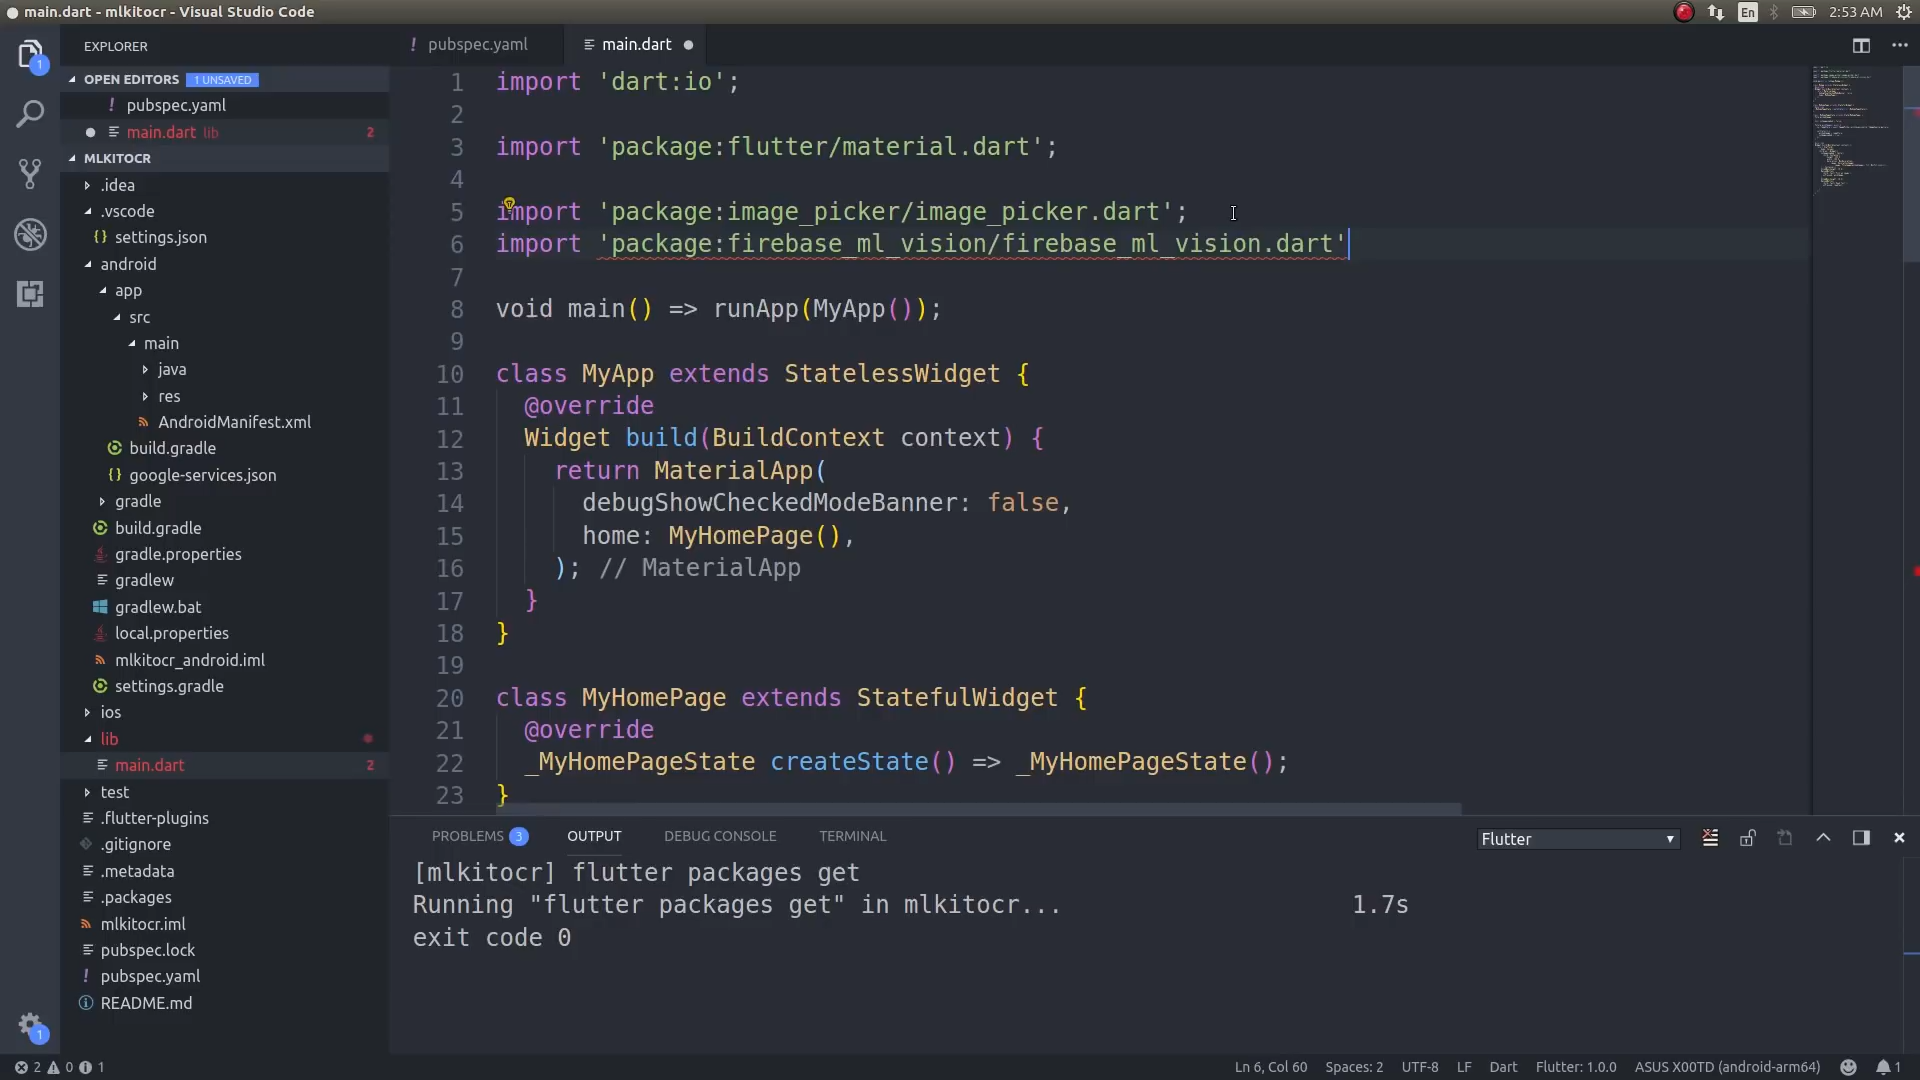 main.dart - mlkitocr - Visual Studio Code
En
2:53 AM
1
EXPLORER
OPEN EDITORS 1 UNSAVED
! pubspec.yaml
main.dart lib 2
MLKITOCR
.idea
.vscode
{} settings.json
android
app
src
main
java
res
AndroidManifest.xml
build.gradle
{} google-services.json
gradle
build.gradle
gradle.properties
gradlew
gradlew.bat
local.properties
mlkitocr_android.iml
settings.gradle
ios
lib
main.dart 2
test
.flutter-plugins
.gitignore
.metadata
.packages
mlkitocr.iml
pubspec.lock
! pubspec.yaml
README.md
1
! pubspec.yaml
main.dart
1 import 'dart:io';
2
3 import 'package:flutter/material.dart';
4
5 import 'package:image_picker/image_picker.dart';
6 import 'package:firebase_ml_vision/firebase_ml_vision.dart'
7
8 void main() => runApp(MyApp());
9
10 class MyApp extends StatelessWidget {
11 @override
12 Widget build(BuildContext context) {
13 return MaterialApp(
14 debugShowCheckedModeBanner: false,
15 home: MyHomePage(),
16 ); // MaterialApp
17 }
18 }
19
20 class MyHomePage extends StatefulWidget {
21 @override
22 _MyHomePageState createState() => _MyHomePageState();
23 }
PROBLEMS 3 OUTPUT DEBUG CONSOLE TERMINAL
Flutter
[mlkitocr] flutter packages get
Running "flutter packages get" in mlkitocr... 1.7s
exit code 0
2 0 1
Ln 6, Col 60 Spaces: 2 UTF-8 LF Dart Flutter: 1.0.0 ASUS X00TD (android-arm64) 1